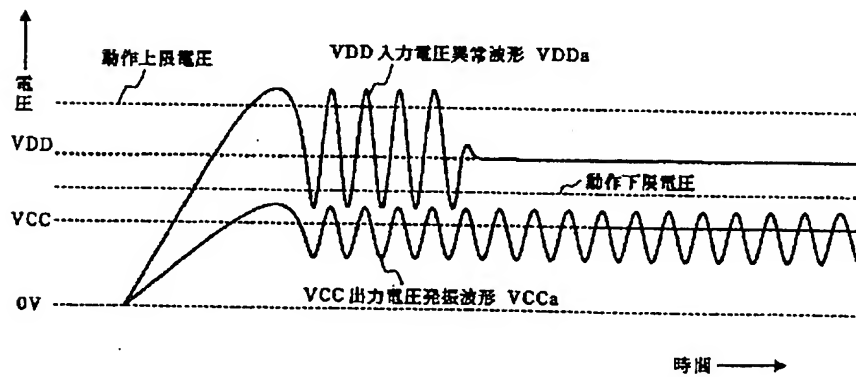 電圧
動作上限電圧
VDD入力電圧異常波形 VDDa
VDD
動作下限電圧
VCC
VCC出力電圧発振波形 VCCa
0V
時間